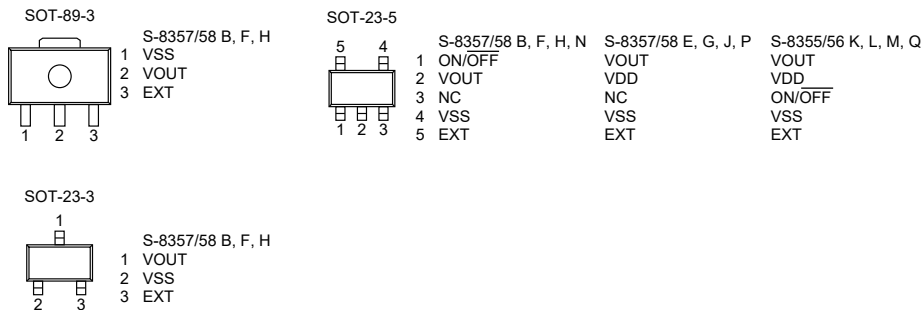 SOT-89-3
S-8357/58 B, F, H
1 VSS
2 VOUT
3 EXT
1 2 3
SOT-23-5
5 4
1 2 3
S-8357/58 B, F, H, N S-8357/58 E, G, J, P S-8355/56 K, L, M, Q
1 ON/OFF VOUT VOUT
2 VOUT VDD VDD
3 NC NC ON/OFF
4 VSS VSS VSS
5 EXT EXT EXT
SOT-23-3
1
2 3
S-8357/58 B, F, H
1 VOUT
2 VSS
3 EXT